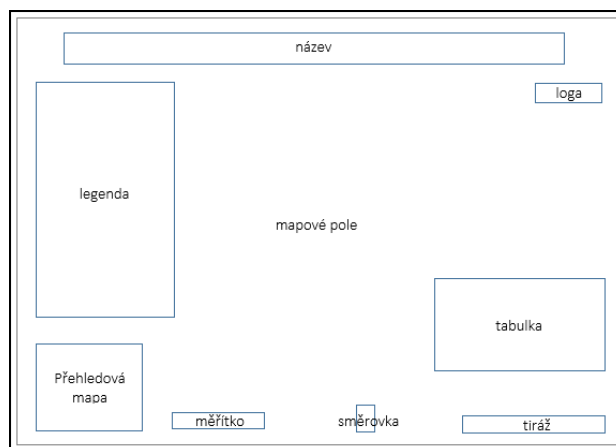 název
loga
legenda
mapové pole
tabulka
Přehledová
mapa
měřítko
směrovka
tiráž